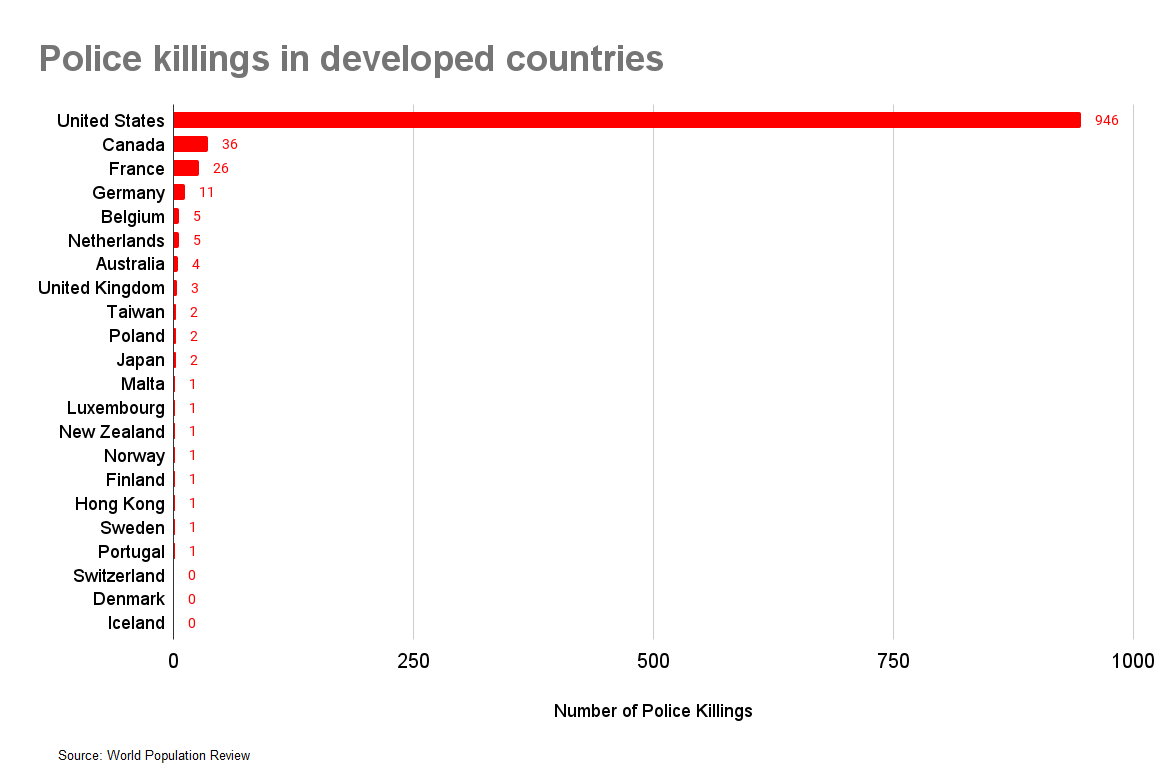 Police killings in developed countries
United States 946
Canada 36
France 26
Germany 11
Belgium 5
Netherlands 5
Australia 4
United Kingdom 3
Taiwan 2
Poland 2
Japan 2
Malta 1
Luxembourg 1
New Zealand 1
Norway 1
Finland 1
Hong Kong 1
Sweden 1
Portugal 1
Switzerland 0
Denmark 0
Iceland 0
0 250 500 750 1000
Number of Police Killings
Source: World Population Review